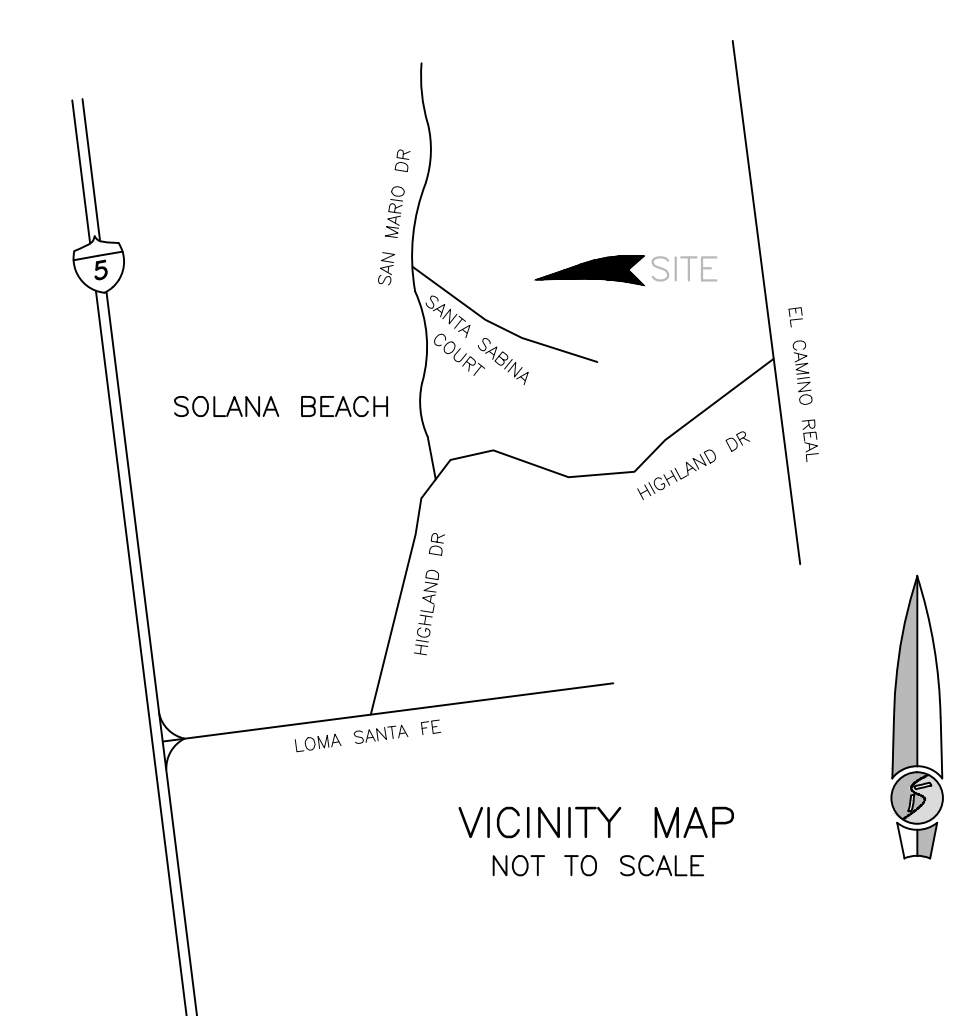 SAN MARIO DR
5
SITE
SANTA SABINA
COURT
EL CAMINO REAL
SOLANA BEACH
HIGHLAND DR
HIGHLAND DR
LOMA SANTA FE
VICINITY MAP
NOT TO SCALE